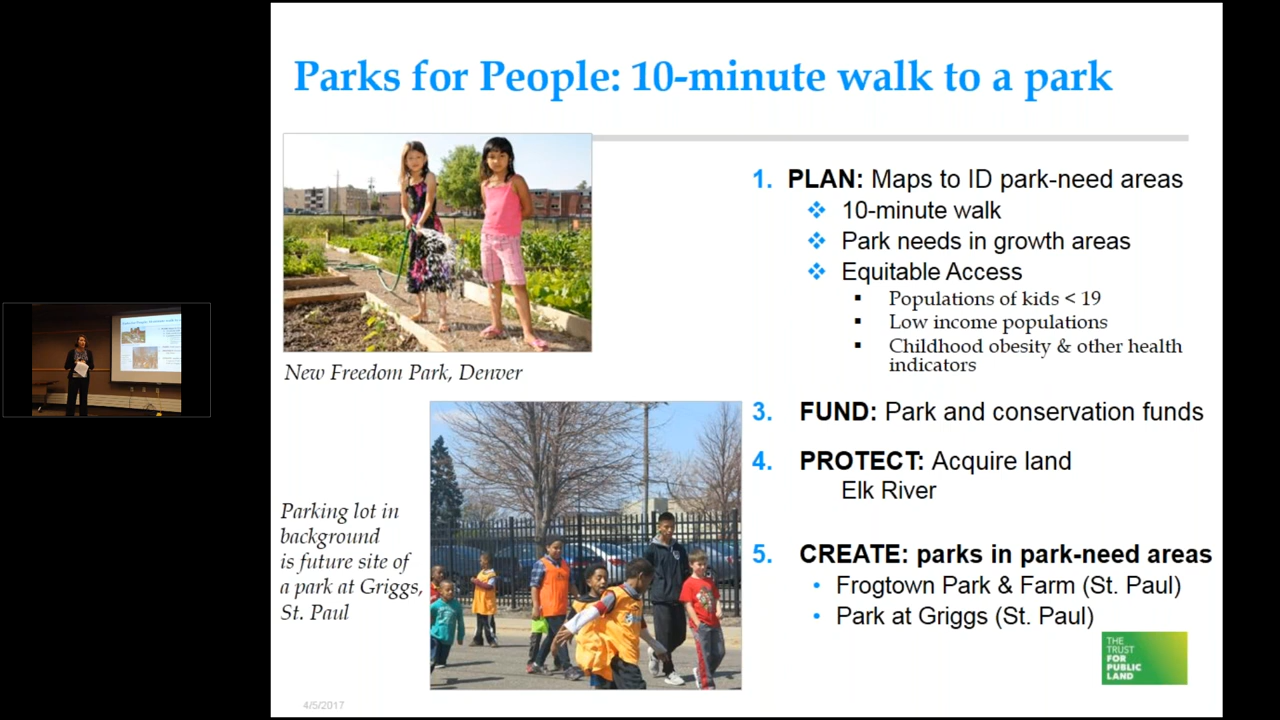 Parks for People: 10-minute walk to a park
1. PLAN: Maps to ID park-need areas
❖ 10-minute walk
❖ Park needs in growth areas
❖ Equitable Access
▪ Populations of kids < 19
▪ Low income populations
▪ Childhood obesity & other health
indicators
New Freedom Park, Denver
3. FUND: Park and conservation funds
4. PROTECT: Acquire land
Elk River
Parking lot in
background
is future site of
a park at Griggs,
St. Paul
5. CREATE: parks in park-need areas
• Frogtown Park & Farm (St. Paul)
• Park at Griggs (St. Paul)
THE
TRUST
FOR
PUBLIC
LAND
4/5/2017